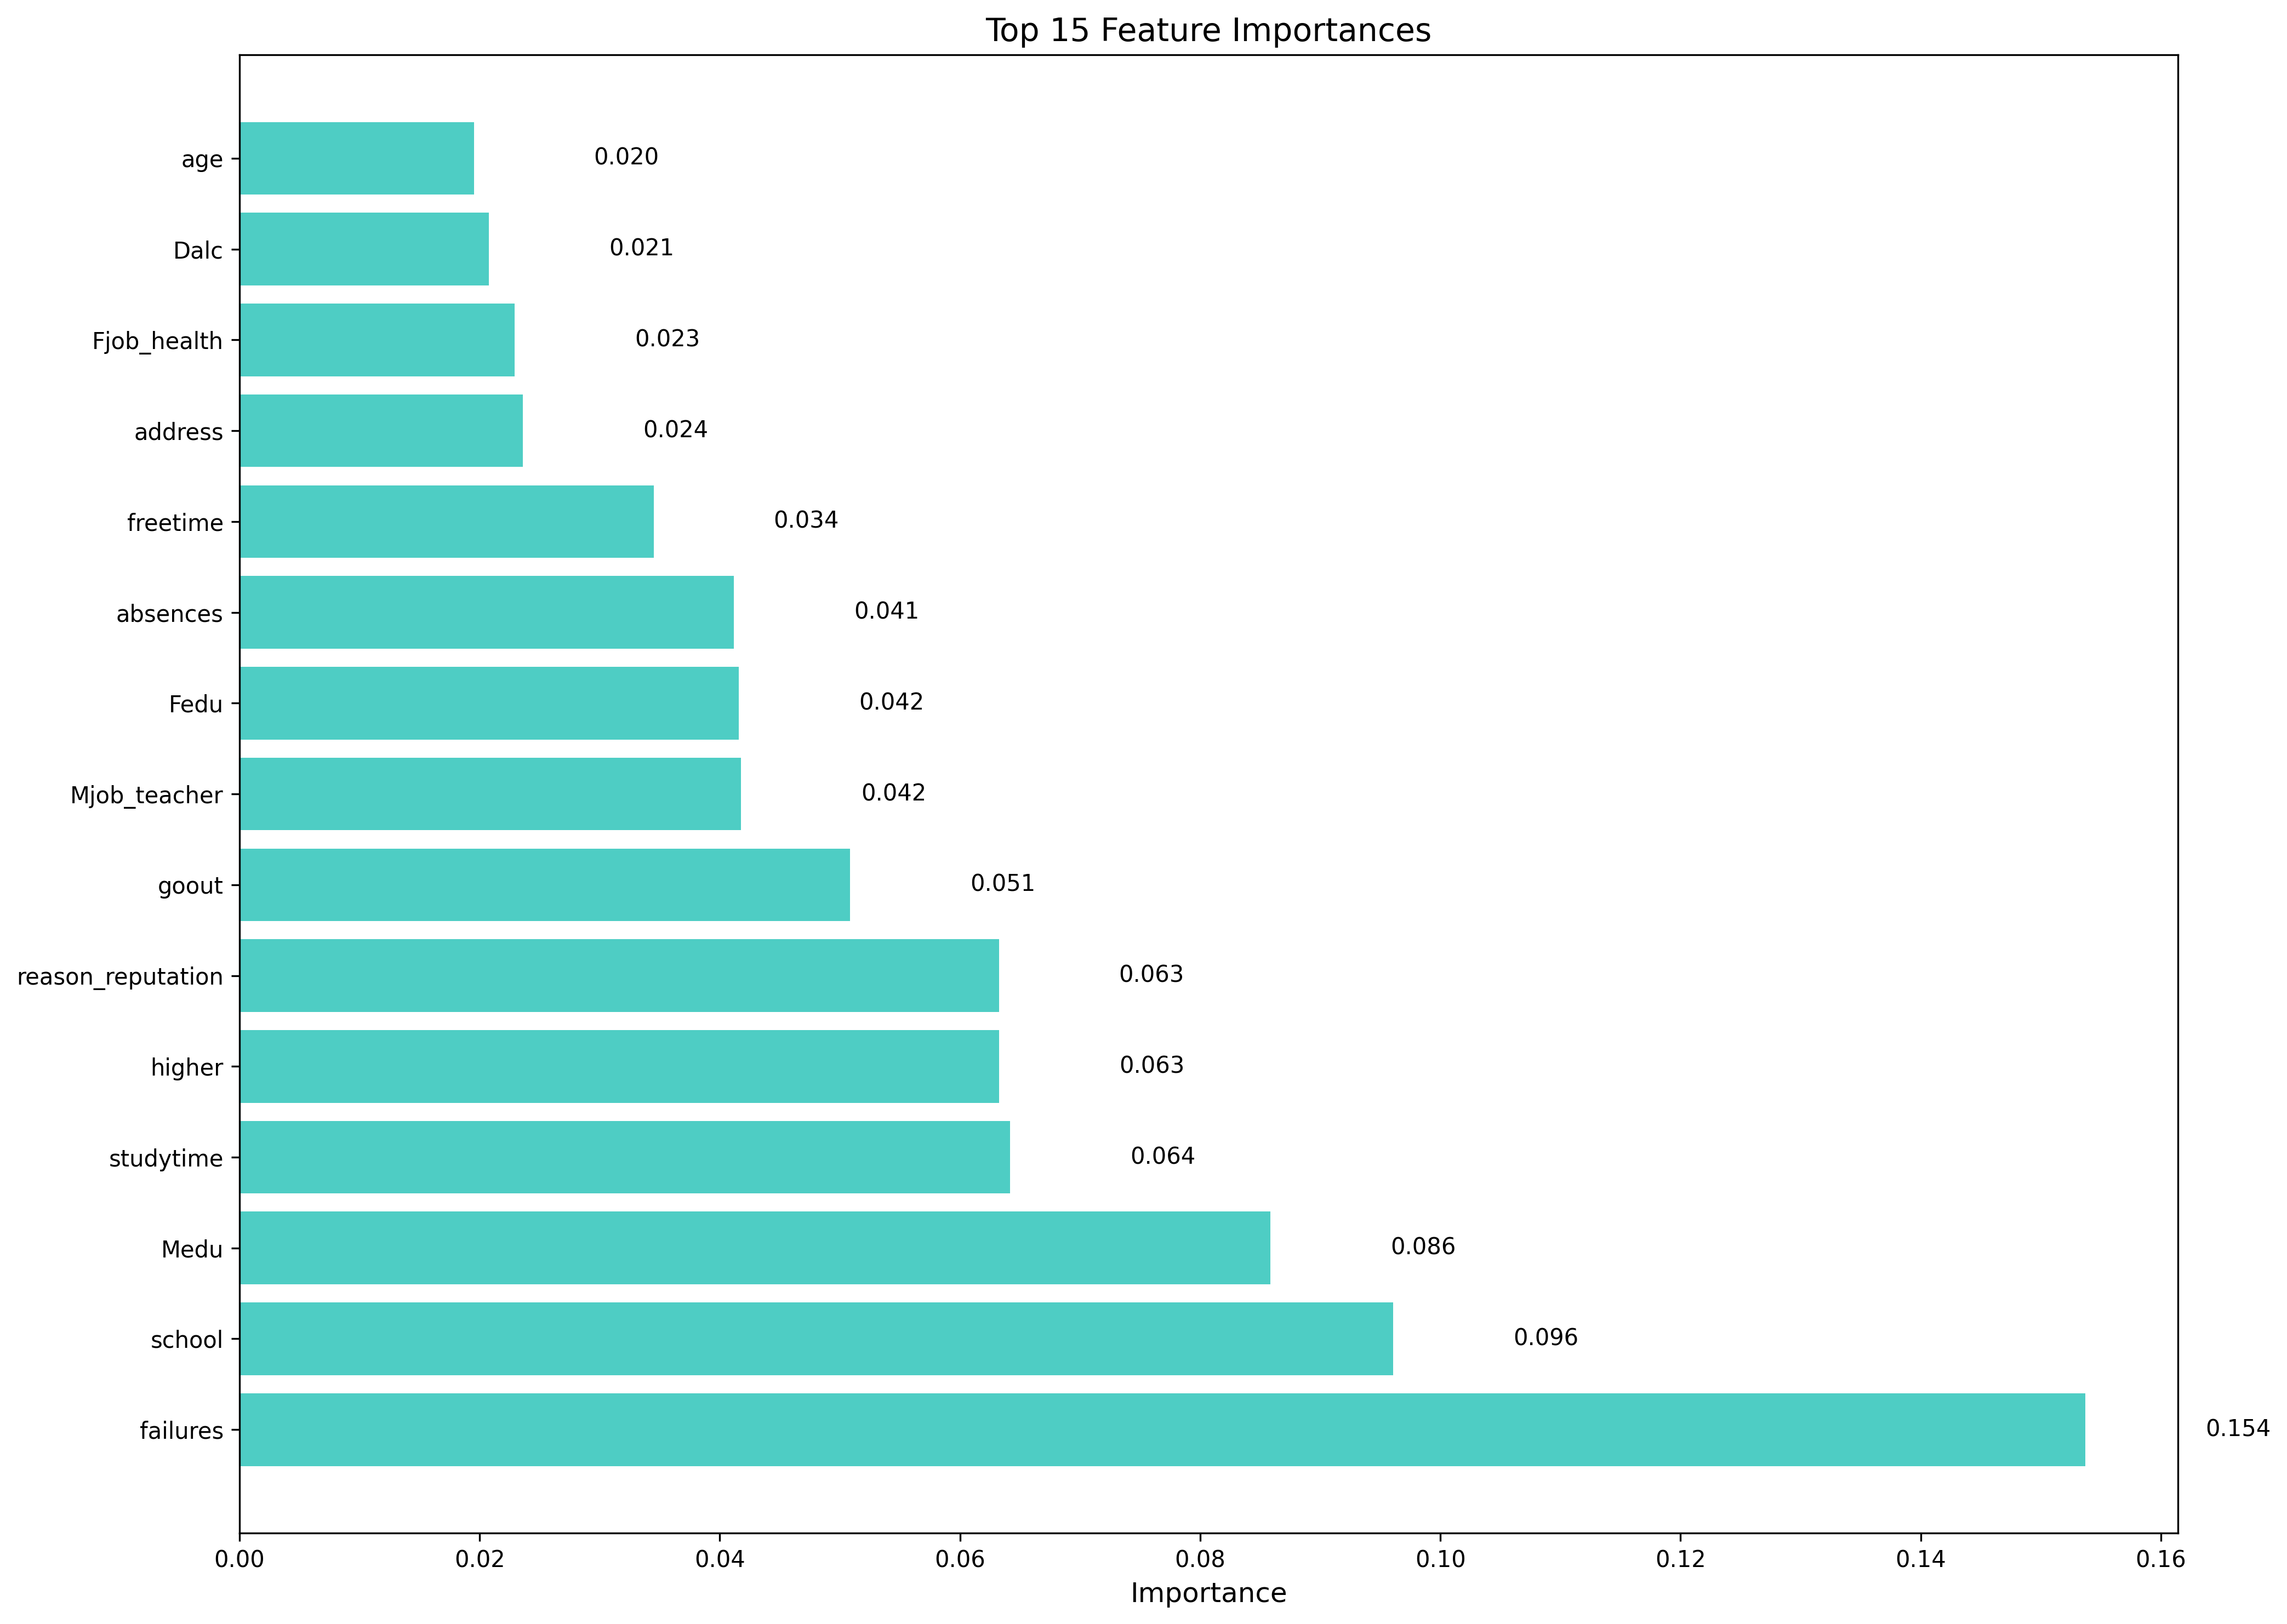 Top 15 Feature Importances
age 0.020
Dalc 0.021
Fjob_health 0.023
address 0.024
freetime 0.034
absences 0.041
Fedu 0.042
Mjob_teacher 0.042
goout 0.051
reason_reputation 0.063
higher 0.063
studytime 0.064
Medu 0.086
school 0.096
failures 0.154
0.00 0.02 0.04 0.06 0.08 0.10 0.12 0.14 0.16
Importance